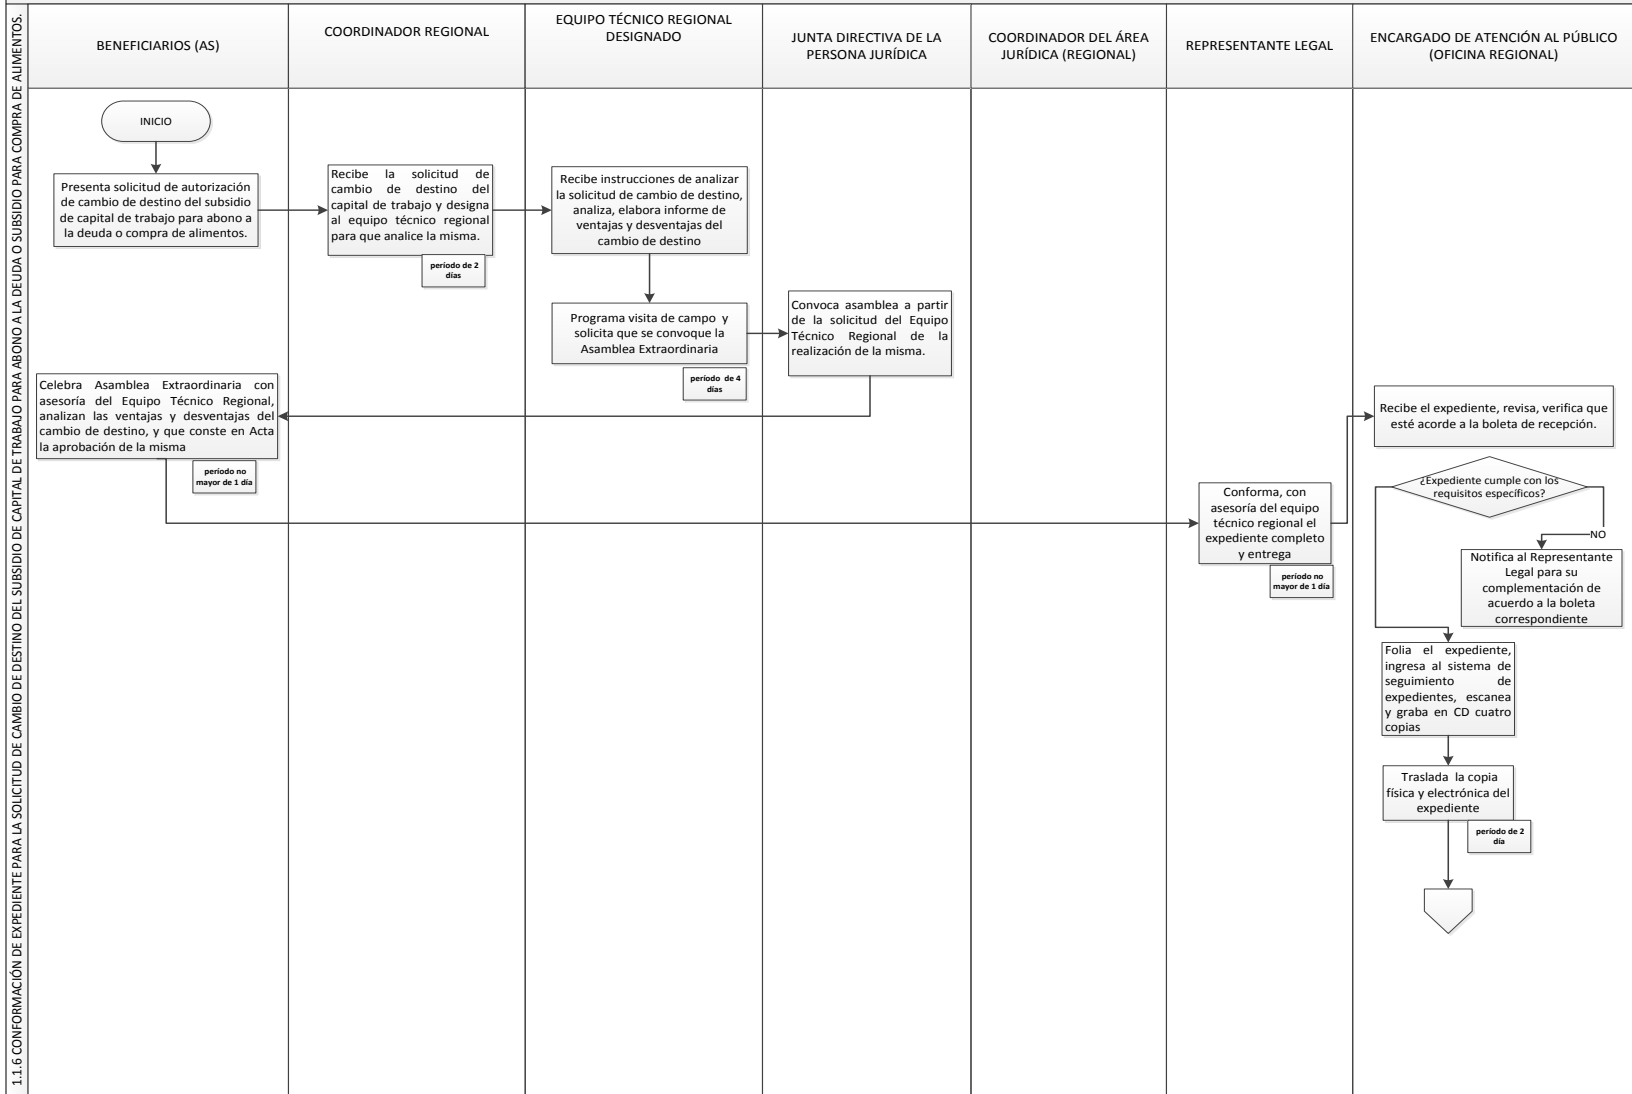 1.1.6 CONFORMACIÓN DE EXPEDIENTE PARA LA SOLICITUD DE CAMBIO DE DESTINO DEL SUBSIDIO DE CAPITAL DE TRABAJO PARA ABONO A LA DEUDA O SUBSIDIO PARA COMPRA DE ALIMENTOS.
BENEFICIARIOS (AS)
COORDINADOR REGIONAL
EQUIPO TÉCNICO REGIONAL
DESIGNADO
JUNTA DIRECTIVA DE LA
PERSONA JURÍDICA
COORDINADOR DEL ÁREA
JURÍDICA (REGIONAL)
REPRESENTANTE LEGAL
ENCARGADO DE ATENCIÓN AL PÚBLICO
(OFICINA REGIONAL)
INICIO
Presenta solicitud de autorización
de cambio de destino del subsidio
de capital de trabajo para abono a
la deuda o compra de alimentos.
Recibe la solicitud de
cambio de destino del
capital de trabajo y designa
al equipo técnico regional
para que analice la misma.
período de 2
días
Recibe instrucciones de analizar
la solicitud de cambio de destino,
analiza, elabora informe de
ventajas y desventajas del
cambio de destino
Programa visita de campo y
solicita que se convoque la
Asamblea Extraordinaria
período de 4
días
Convoca asamblea a partir
de la solicitud del Equipo
Técnico Regional de la
realización de la misma.
Celebra Asamblea Extraordinaria con
asesoría del Equipo Técnico Regional,
analizan las ventajas y desventajas del
cambio de destino, y que conste en Acta
la aprobación de la misma
período no
mayor de 1 día
Conforma, con
asesoría del equipo
técnico regional el
expediente completo
y entrega
período no
mayor de 1 día
Recibe el expediente, revisa, verifica que
esté acorde a la boleta de recepción.
¿Expediente cumple con los
requisitos específicos?
NO
Notifica al Representante
Legal para su
complementación de
acuerdo a la boleta
correspondiente
Folia el expediente,
ingresa al sistema de
seguimiento de
expedientes, escanea
y graba en CD cuatro
copias
Traslada la copia
física y electrónica del
expediente
período de 2
día